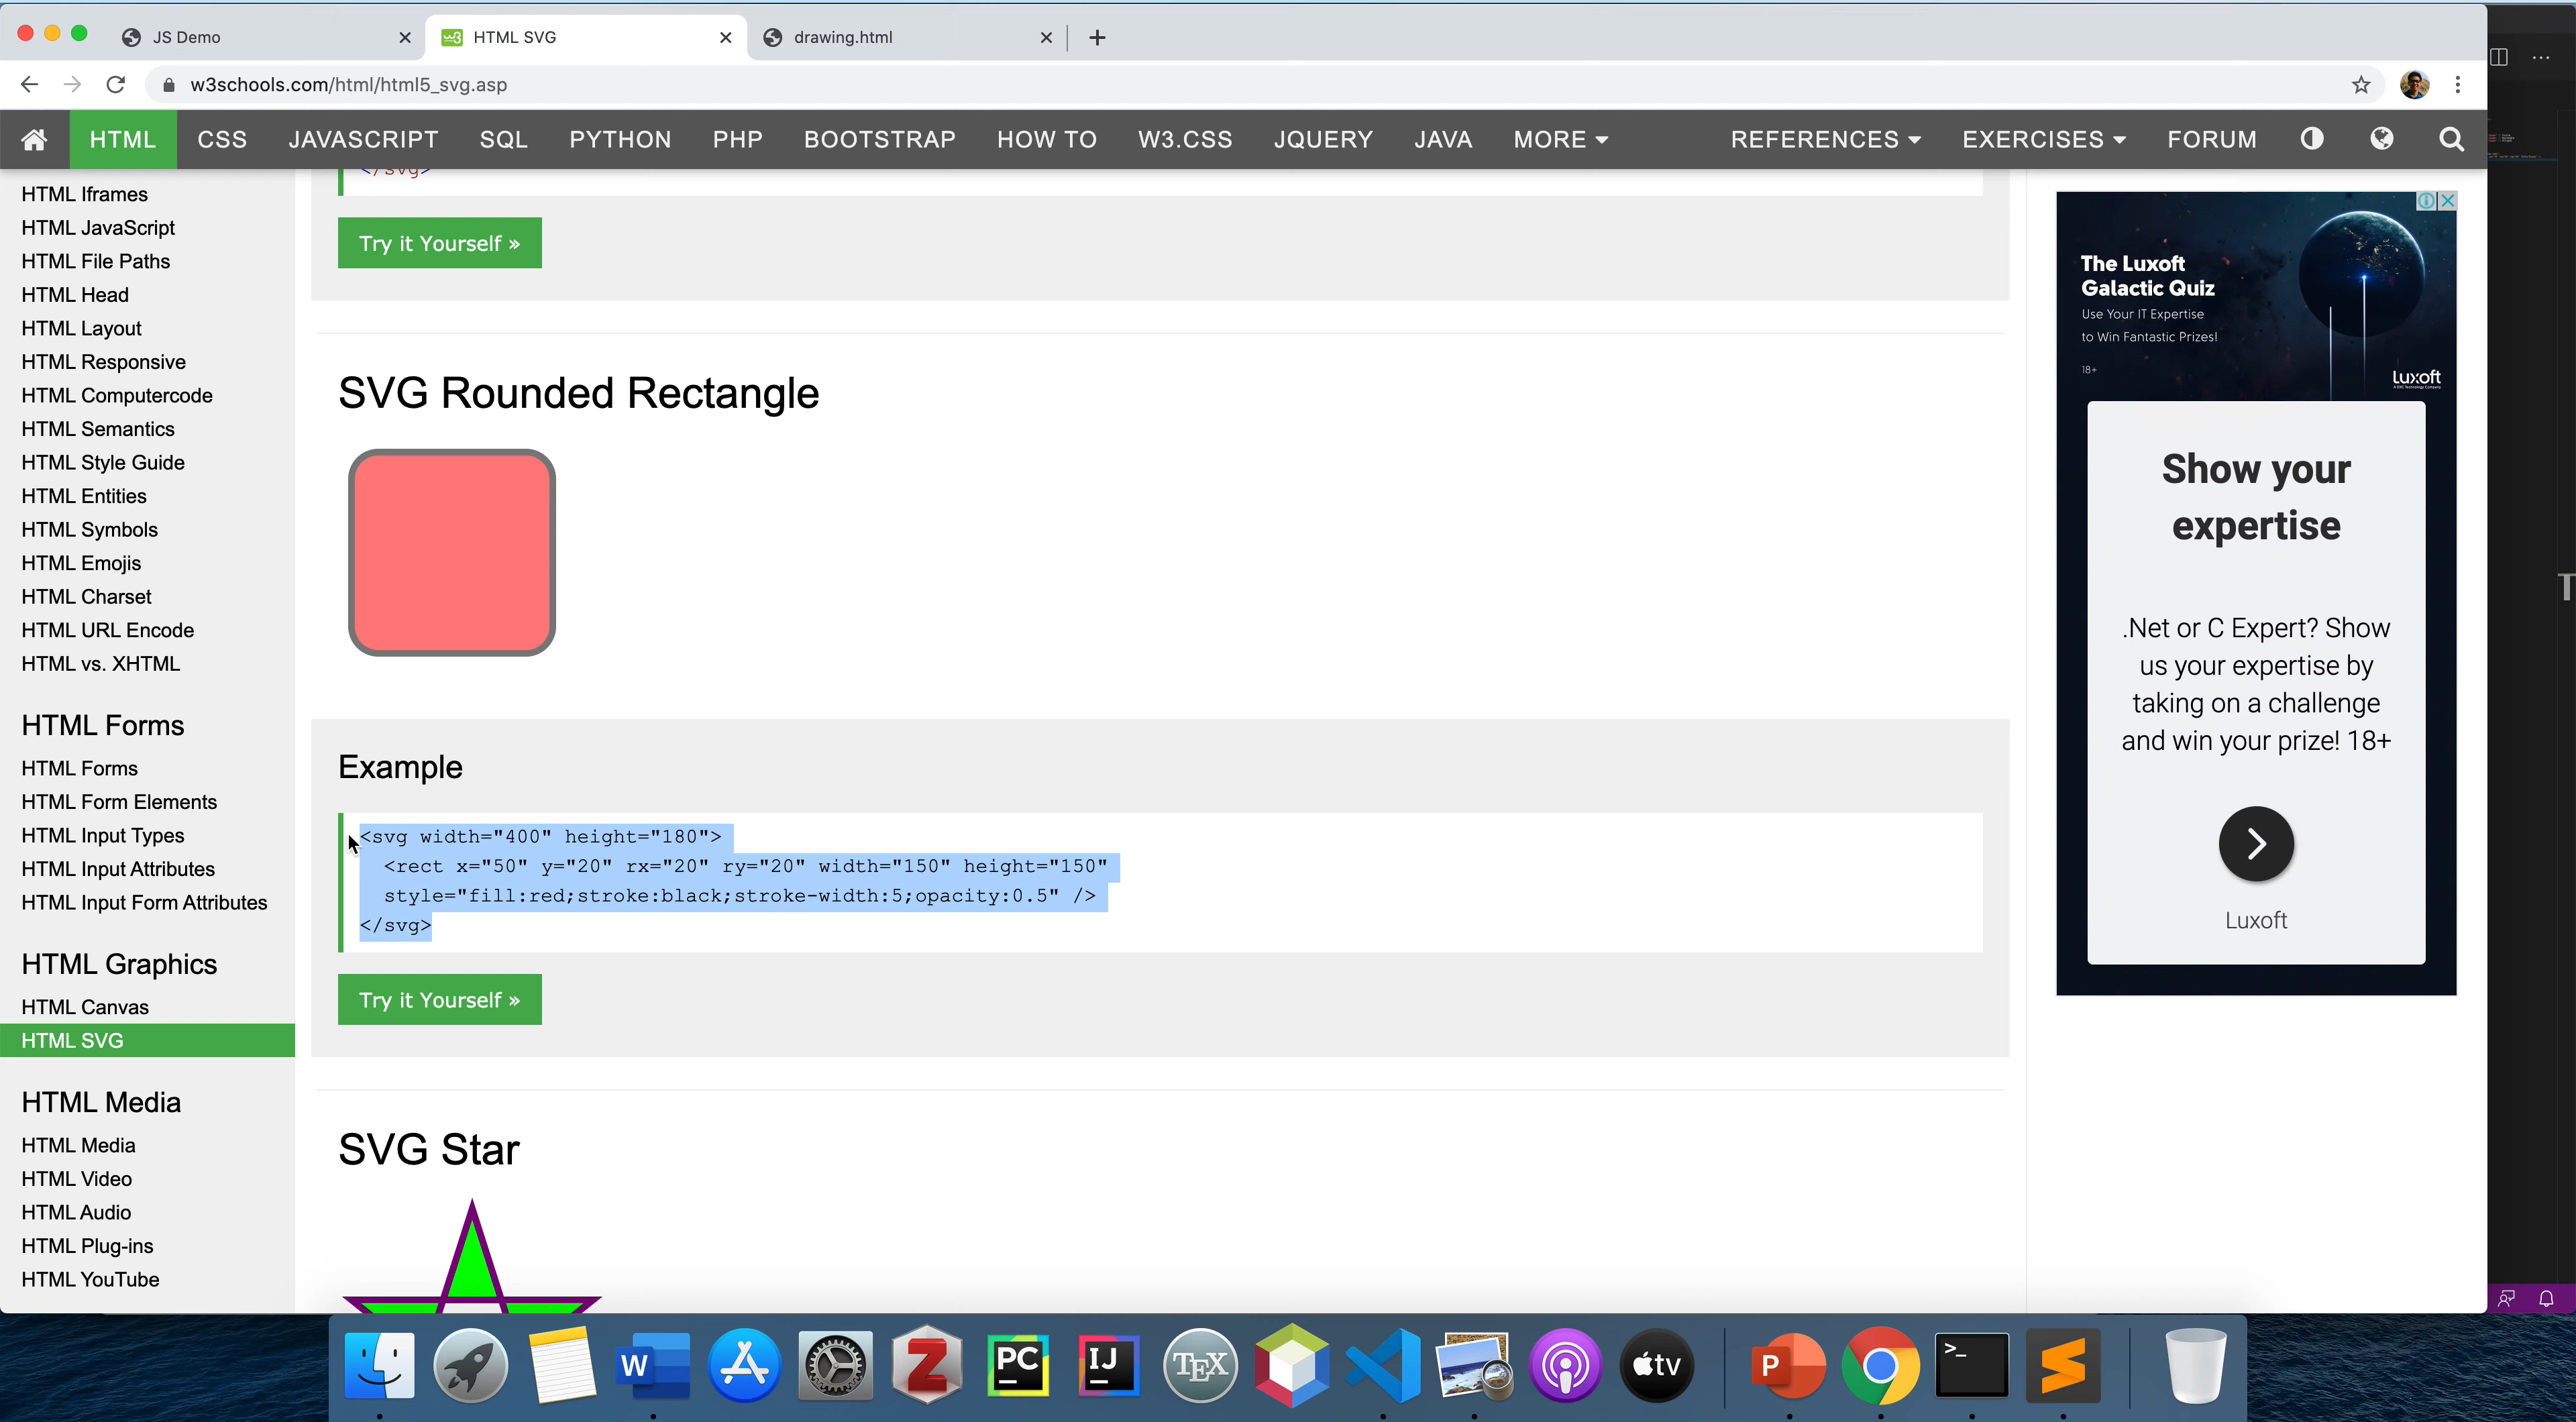 JS Demo
HTML SVG
drawing.html
w3schools.com/html/html5_svg.asp
HTML CSS JAVASCRIPT SQL PYTHON PHP BOOTSTRAP HOW TO W3.CSS JQUERY JAVA MORE REFERENCES EXERCISES FORUM
HTML Iframes
HTML JavaScript
HTML File Paths
HTML Head
HTML Layout
HTML Responsive
HTML Computercode
HTML Semantics
HTML Style Guide
HTML Entities
HTML Symbols
HTML Emojis
HTML Charset
HTML URL Encode
HTML vs. XHTML
HTML Forms
HTML Forms
HTML Form Elements
HTML Input Types
HTML Input Attributes
HTML Input Form Attributes
HTML Graphics
HTML Canvas
HTML SVG
HTML Media
HTML Media
HTML Video
HTML Audio
HTML Plug-ins
HTML YouTube
</svg>
Try it Yourself »
SVG Rounded Rectangle
Example
<svg width="400" height="180">
<rect x="50" y="20" rx="20" ry="20" width="150" height="150"
style="fill:red;stroke:black;stroke-width:5;opacity:0.5" />
</svg>
Try it Yourself »
SVG Star
The Luxoft
Galactic Quiz
Use Your IT Expertise
to Win Fantastic Prizes!
18+
luxoft
Show your
expertise
.Net or C Expert? Show
us your expertise by
taking on a challenge
and win your prize! 18+
Luxoft
T
W
Z
PC
IJ
TEX
tv
P
>_